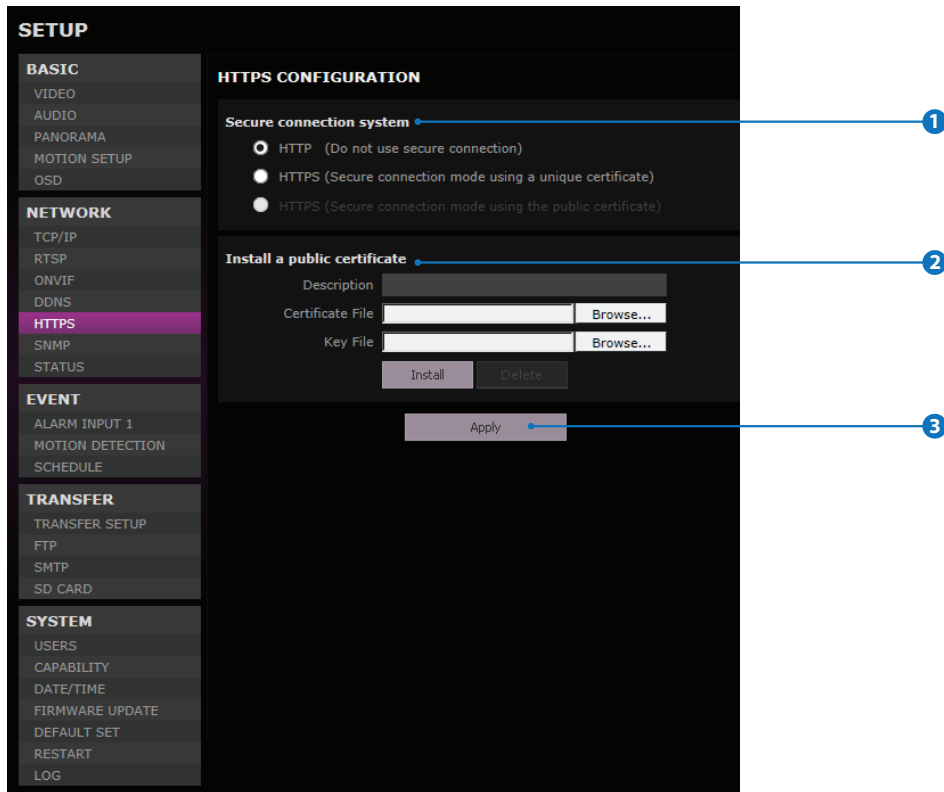 SETUP
BASIC
VIDEO
AUDIO
PANORAMA
MOTION SETUP
OSD
NETWORK
TCP/IP
RTSP
ONVIF
DDNS
HTTPS
SNMP
STATUS
EVENT
ALARM INPUT 1
MOTION DETECTION
SCHEDULE
TRANSFER
TRANSFER SETUP
FTP
SMTP
SD CARD
SYSTEM
USERS
CAPABILITY
DATE/TIME
FIRMWARE UPDATE
DEFAULT SET
RESTART
LOG
HTTPS CONFIGURATION
Secure connection system 1
HTTP (Do not use secure connection)
HTTPS (Secure connection mode using a unique certificate)
HTTPS (Secure connection mode using the public certificate)
Install a public certificate 2
Description
Certificate File Browse...
Key File Browse...
Install Delete
Apply 3